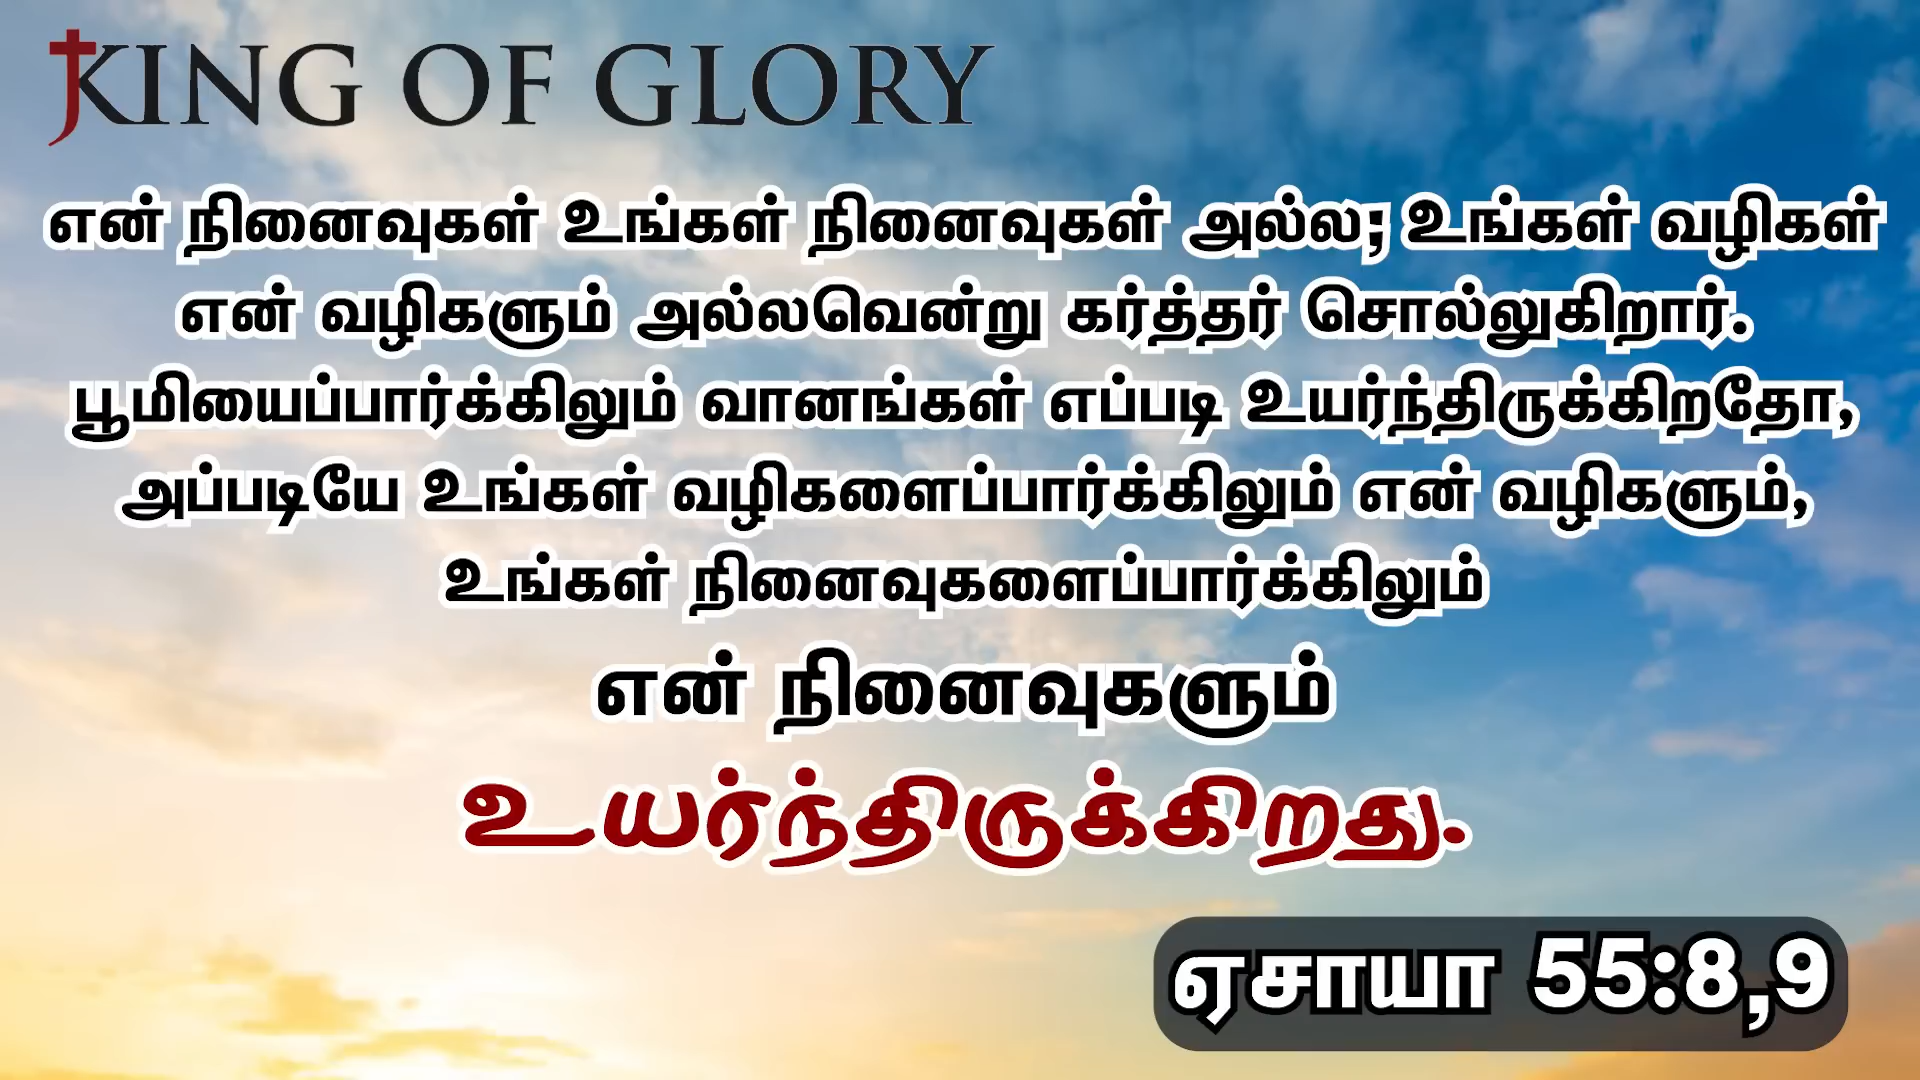 KING OF GLORY
என் நினைவுகள் உங்கள் நினைவுகள் அல்ல; உங்கள் வழிகள்
என் வழிகளும் அல்லவென்று கர்த்தர் சொல்லுகிறார்.
பூமியைப்பார்க்கிலும் வானங்கள் எப்படி உயர்ந்திருக்கிறதோ,
அப்படியே உங்கள் வழிகளைப்பார்க்கிலும் என் வழிகளும்,
உங்கள் நினைவுகளைப்பார்க்கிலும்
என் நினைவுகளும்
உயர்ந்திருக்கிறது.
ஏசாயா 55:8,9